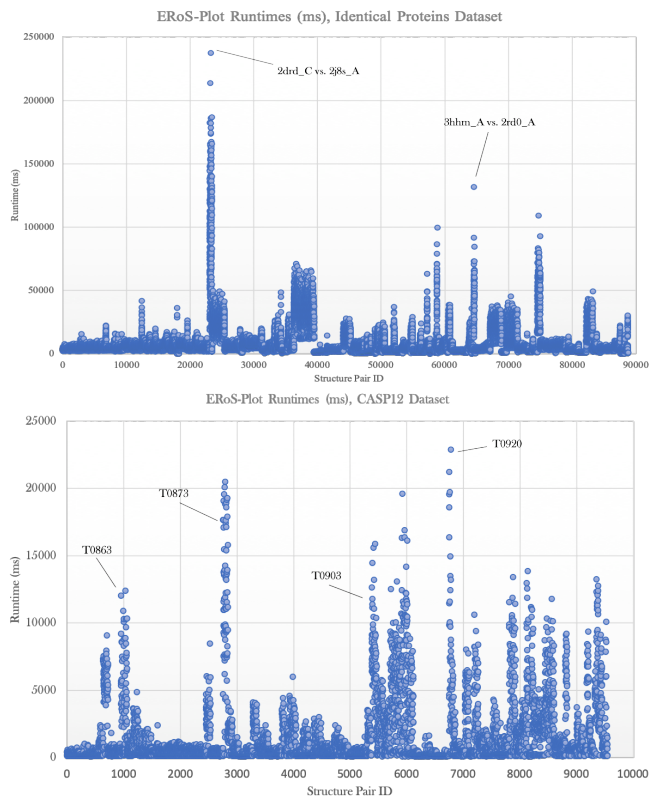 ERoS-Plot Runtimes (ms), Identical Proteins Dataset
250000
2drd_C vs. 2j8s_A
200000
3hhm_A vs. 2rd0_A
150000
Runtime(ms)
100000
50000
0
0 10000 20000 30000 40000 50000 60000 70000 80000 90000
Structure Pair ID
ERoS-Plot Runtimes (ms), CASP12 Dataset
25000
T0920
20000
T0873
15000
T0863
T0903
Runtime (ms)
10000
5000
0
0 1000 2000 3000 4000 5000 6000 7000 8000 9000 10000
Structure Pair ID